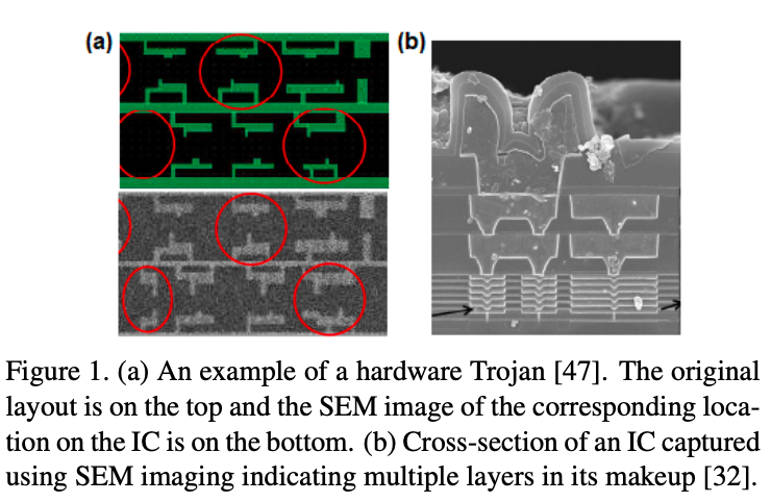 (a)
(b)
Figure 1. (a) An example of a hardware Trojan [47]. The original
layout is on the top and the SEM image of the corresponding loca-
tion on the IC is on the bottom. (b) Cross-section of an IC captured
using SEM imaging indicating multiple layers in its makeup [32].